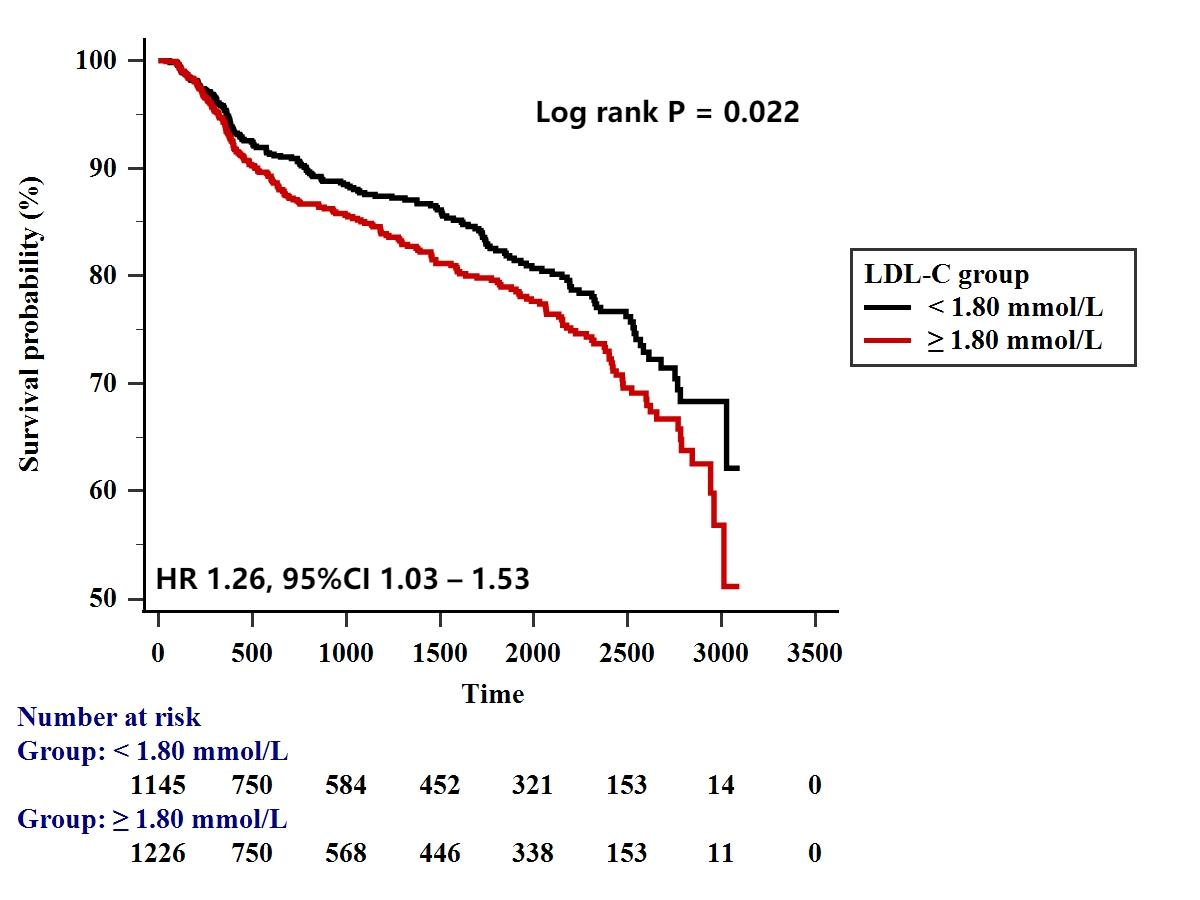 100
90
80
70
60
50
Survival probability (%)
Log rank P = 0.022
HR 1.26, 95%CI 1.03 – 1.53
LDL-C group
< 1.80 mmol/L
≥ 1.80 mmol/L
0 500 1000 1500 2000 2500 3000 3500
Time
Number at risk
Group: < 1.80 mmol/L
1145 750 584 452 321 153 14 0
Group: ≥ 1.80 mmol/L
1226 750 568 446 338 153 11 0